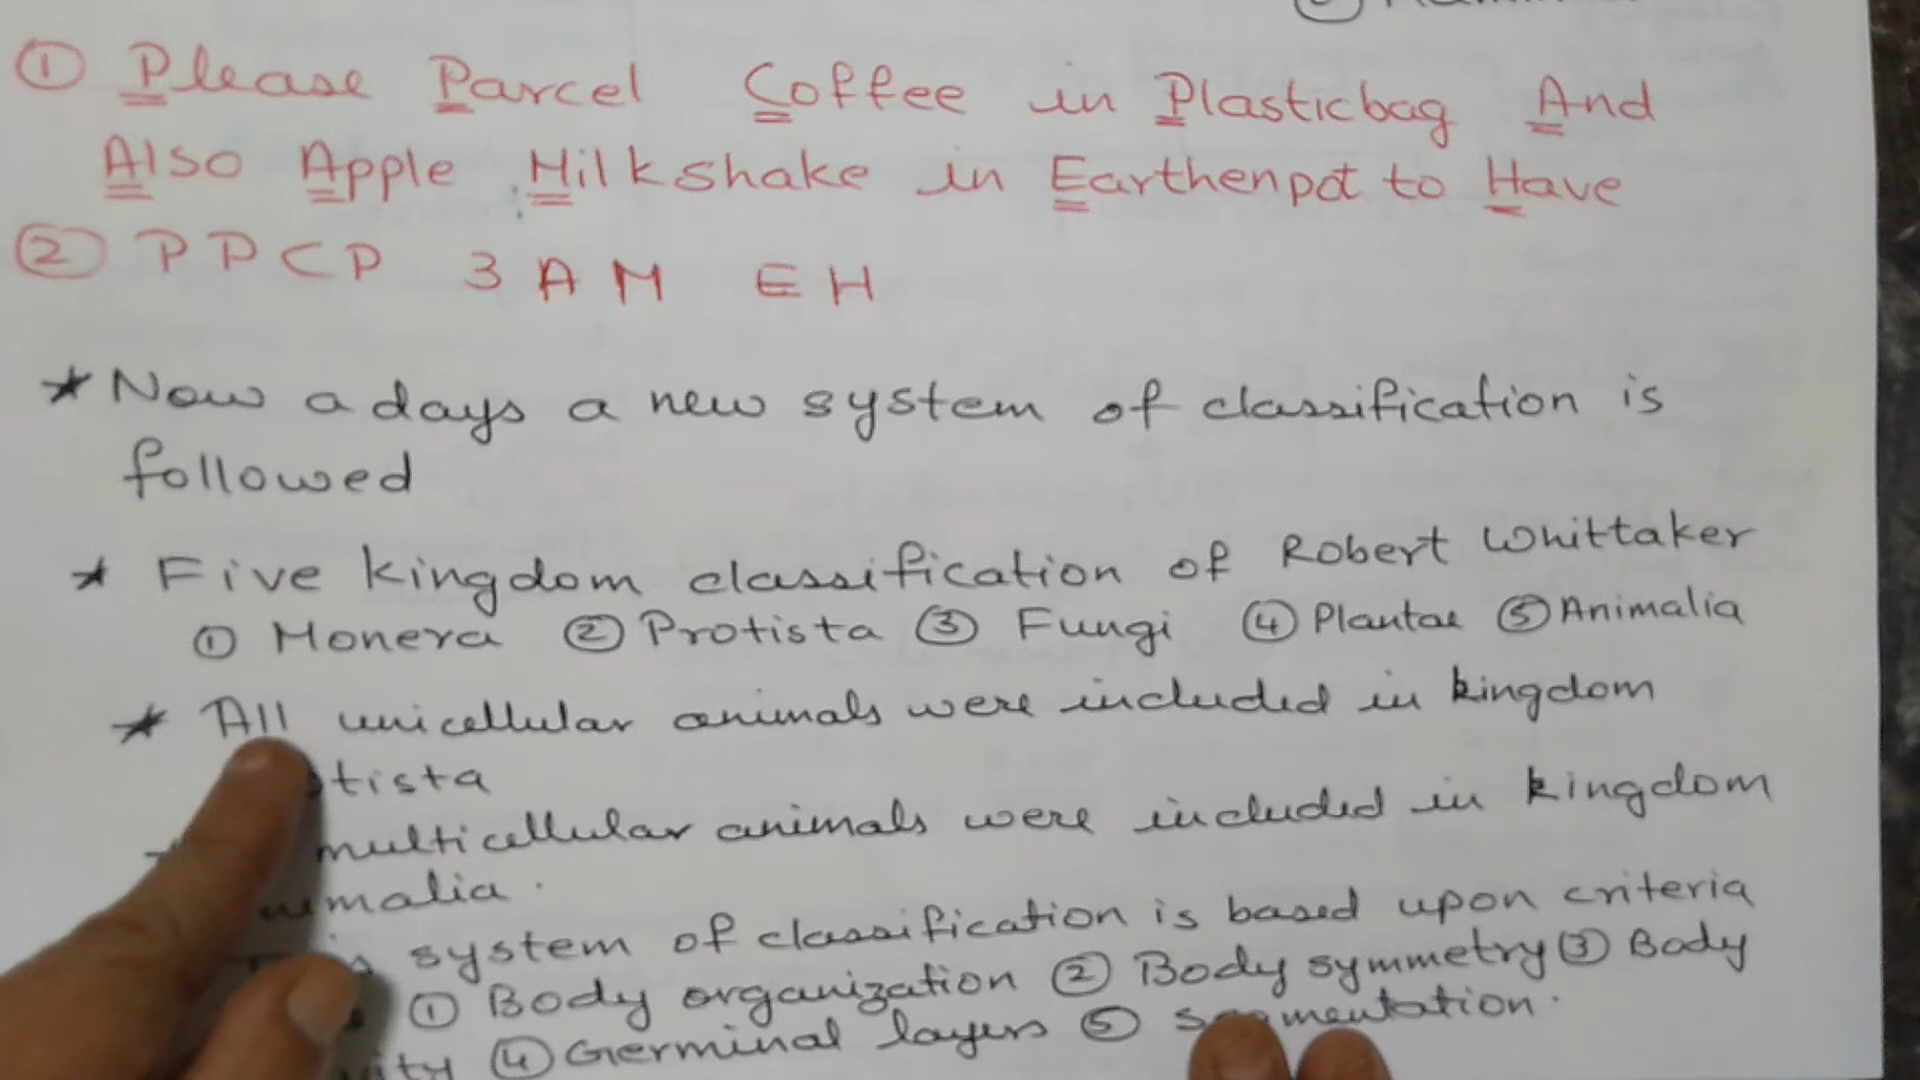 ① Please Parcel Coffee in Plasticbag And
Also Apple Milkshake in Earthenpot to Have
② PPCP 3 A M E H
* Now a days a new system of classification is
followed
* Five kingdom classification of Robert Whittaker
① Monera ② Protista ③ Fungi ④ Plantae ⑤ Animalia
* All unicellular animals were included in kingdom
tista
multicellular animals were included in kingdom
malia.
system of classification is based upon criteria
① Body organization ② Body symmetry ③ Body
ity ④ Germinal layers ⑤ segmentation.